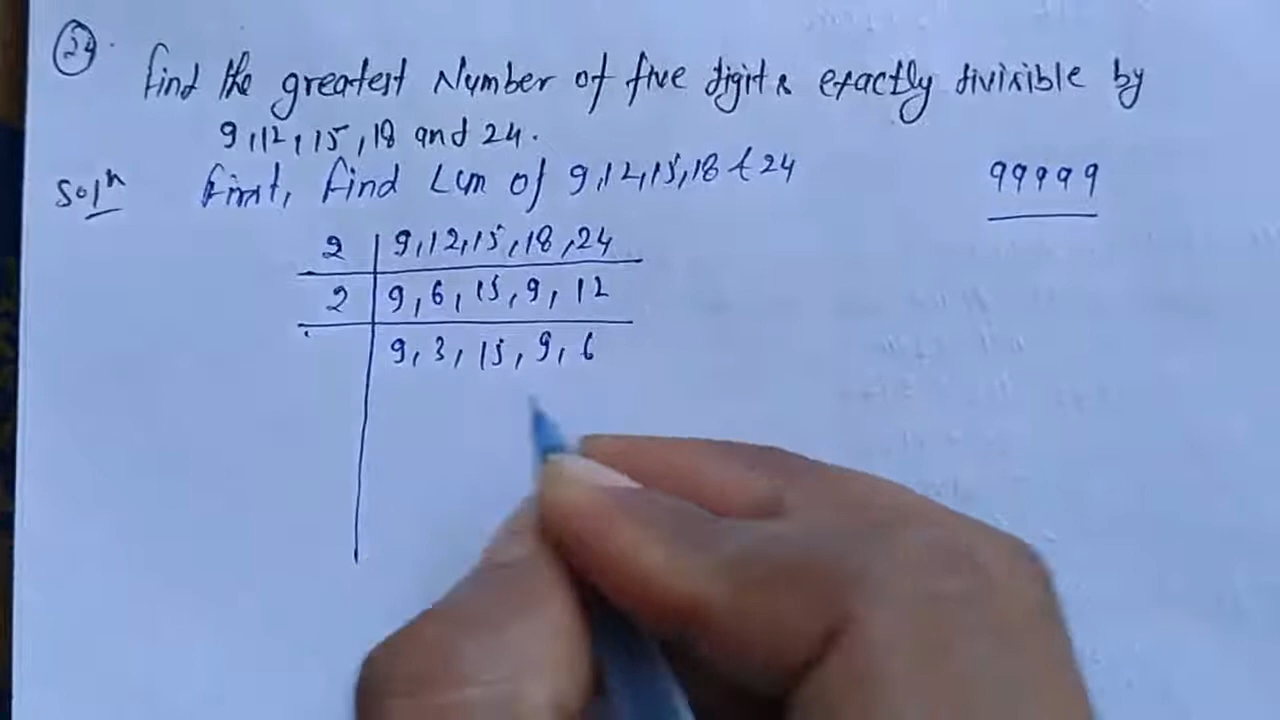 24.
Find the greatest Number of five digits exactly divisible by
9,12,15,18 and 24.
Solⁿ First, find Lcm of 9,12,15,18 & 24
99999
2 | 9,12,15,18,24
2 | 9,6,15,9,12
9,3,15,9,6